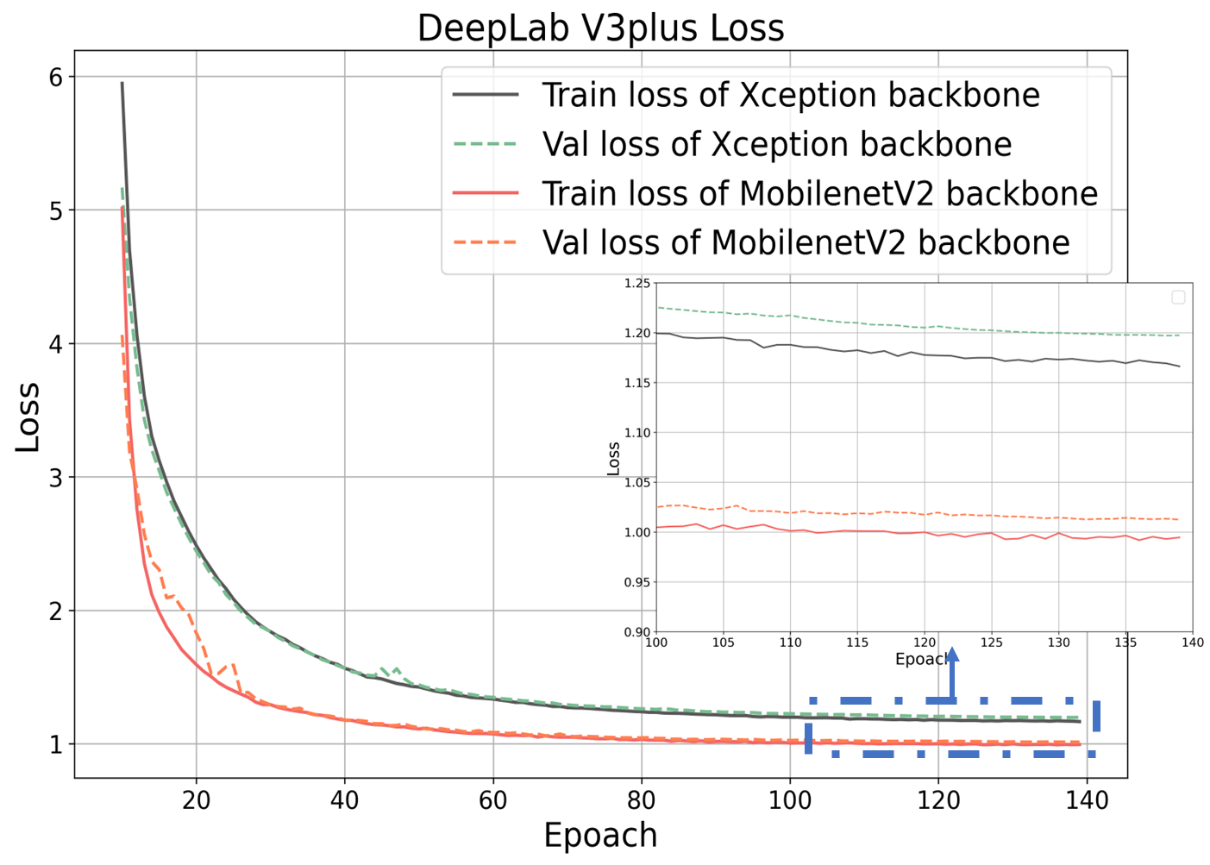 DeepLab V3plus Loss
6
5
4
3
2
1
Loss
Train loss of Xception backbone
Val loss of Xception backbone
Train loss of MobilenetV2 backbone
Val loss of MobilenetV2 backbone
1.25
1.20
1.15
1.10
1.05
1.00
0.95
0.90
Loss
100 105 110 115 120 125 130 135 140
Epoach
20 40 60 80 100 120 140
Epoach